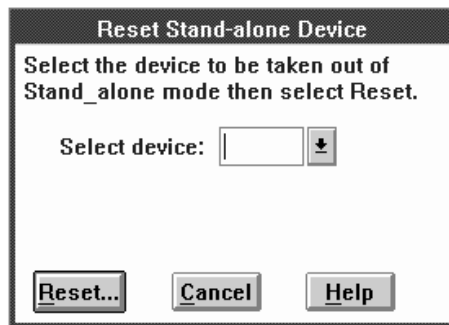 Reset Stand-alone Device
Select the device to be taken out of
Stand_alone mode then select Reset.
Select device:
Reset... Cancel Help